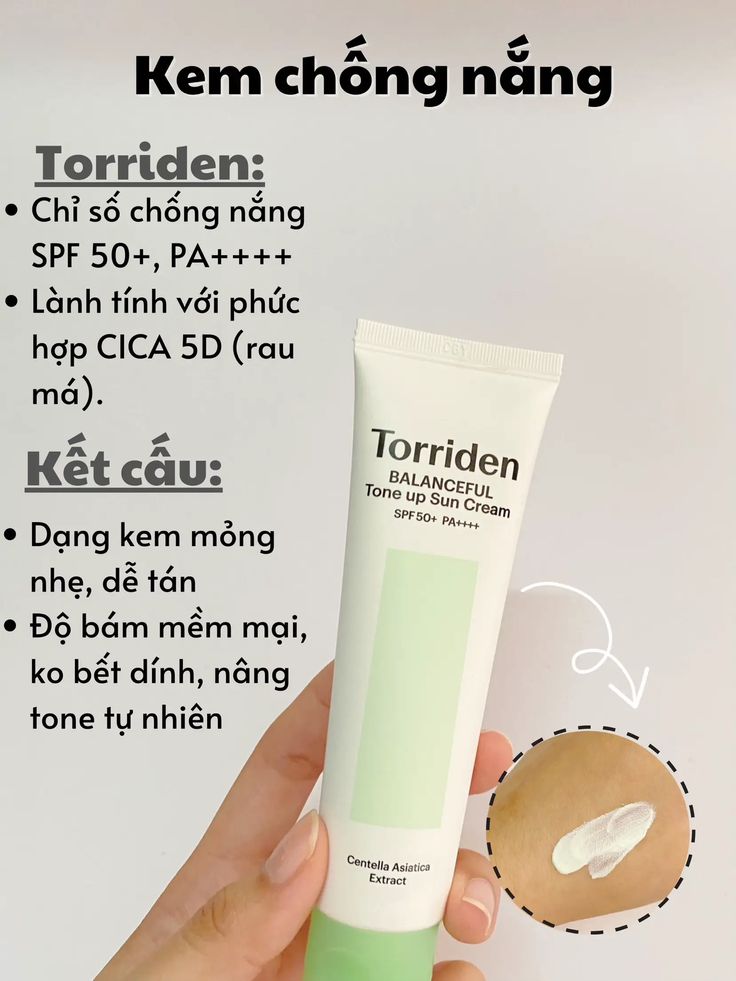 Kem chống nắng
Torriden:
• Chỉ số chống nắng
SPF 50+, PA++++
• Lành tính với phức
hợp CICA 5D (rau
má).
Kết cấu:
• Dạng kem mỏng
nhẹ, dễ tán
• Độ bám mềm mại,
ko bết dính, nâng
tone tự nhiên
Torriden
BALANCEFUL
Tone up Sun Cream
SPF50+ PA++++
Centella Asiatica
Extract